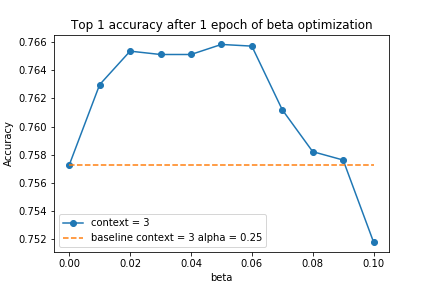 Top 1 accuracy after 1 epoch of beta optimization
0.766
0.764
0.762
0.760
0.758
0.756
0.754
0.752
Accuracy
context = 3
baseline context = 3 alpha = 0.25
0.00 0.02 0.04 0.06 0.08 0.10
beta